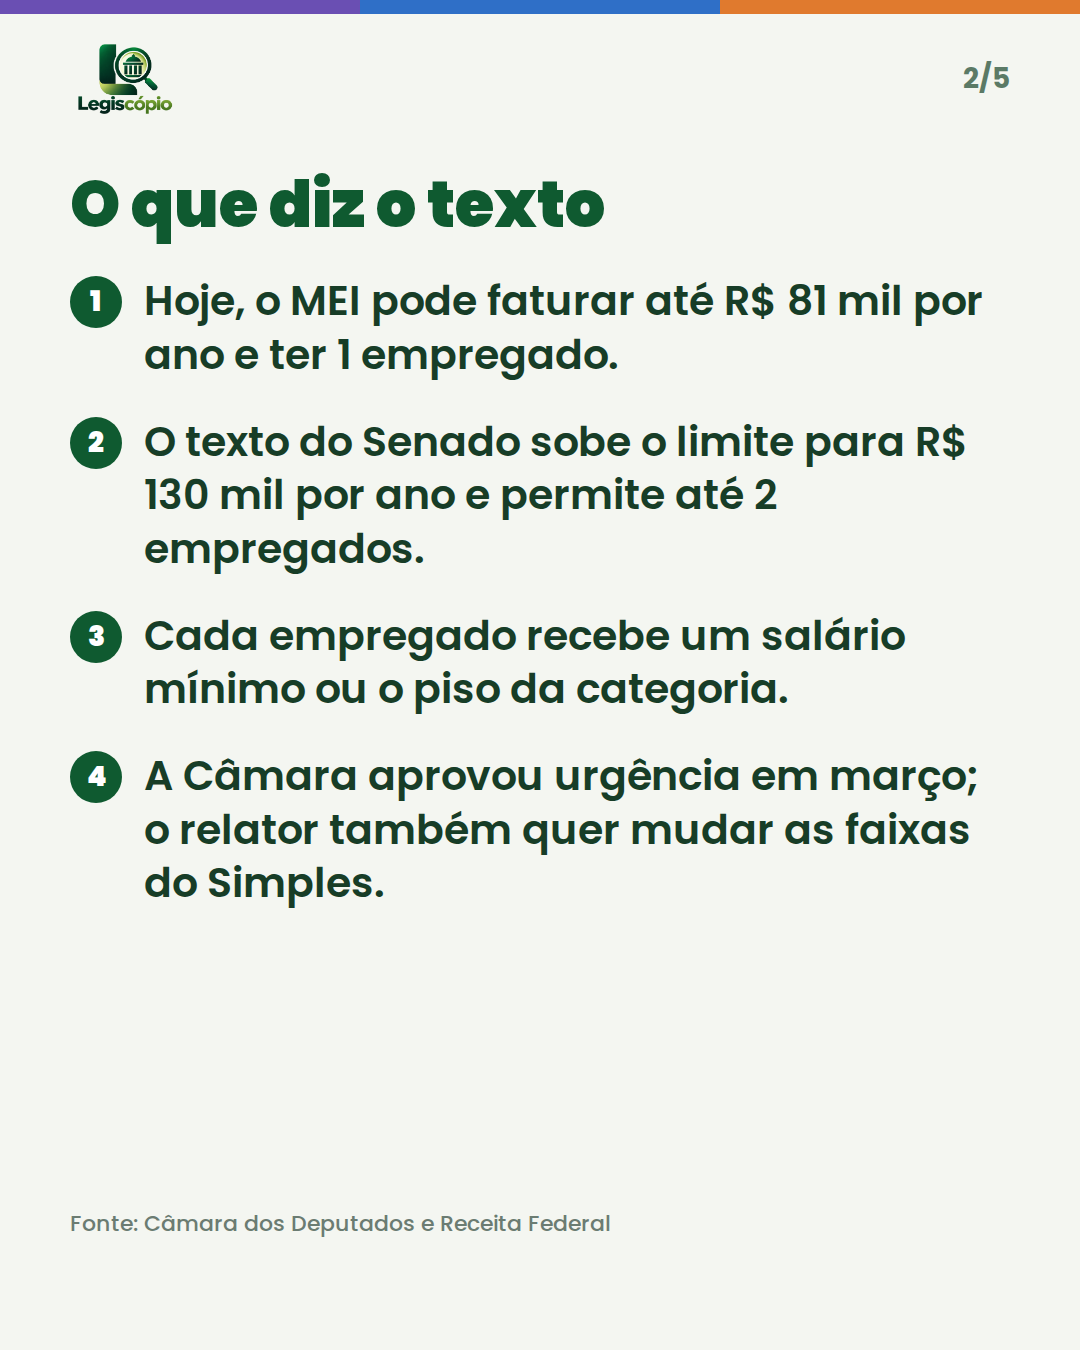 Legiscópio
2/5
O que diz o texto
1 Hoje, o MEI pode faturar até R$ 81 mil por
ano e ter 1 empregado.
2 O texto do Senado sobe o limite para R$
130 mil por ano e permite até 2
empregados.
3 Cada empregado recebe um salário
mínimo ou o piso da categoria.
4 A Câmara aprovou urgência em março;
o relator também quer mudar as faixas
do Simples.
Fonte: Câmara dos Deputados e Receita Federal